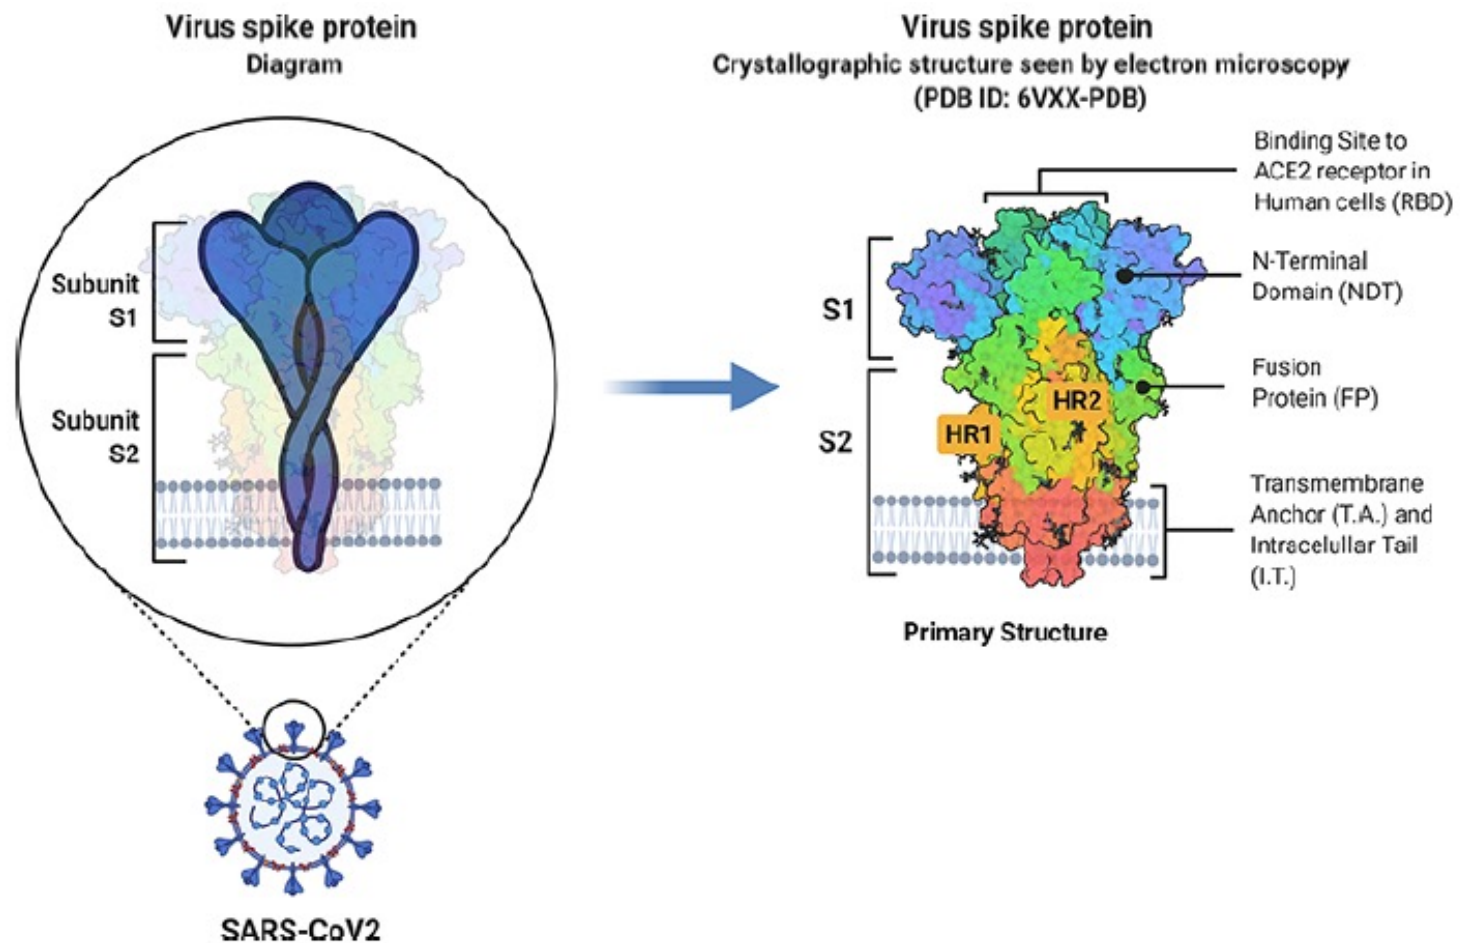 Virus spike protein
Diagram
Subunit
S1
Subunit
S2
SARS-CoV2
Virus spike protein
Crystallographic structure seen by electron microscopy
(PDB ID: 6VXX-PDB)
Binding Site to
ACE2 receptor in
Human cells (RBD)
N-Terminal
Domain (NDT)
Fusion
Protein (FP)
Transmembrane
Anchor (T.A.) and
Intracelullar Tail
(I.T.)
S1
S2
HR2
HR1
Primary Structure